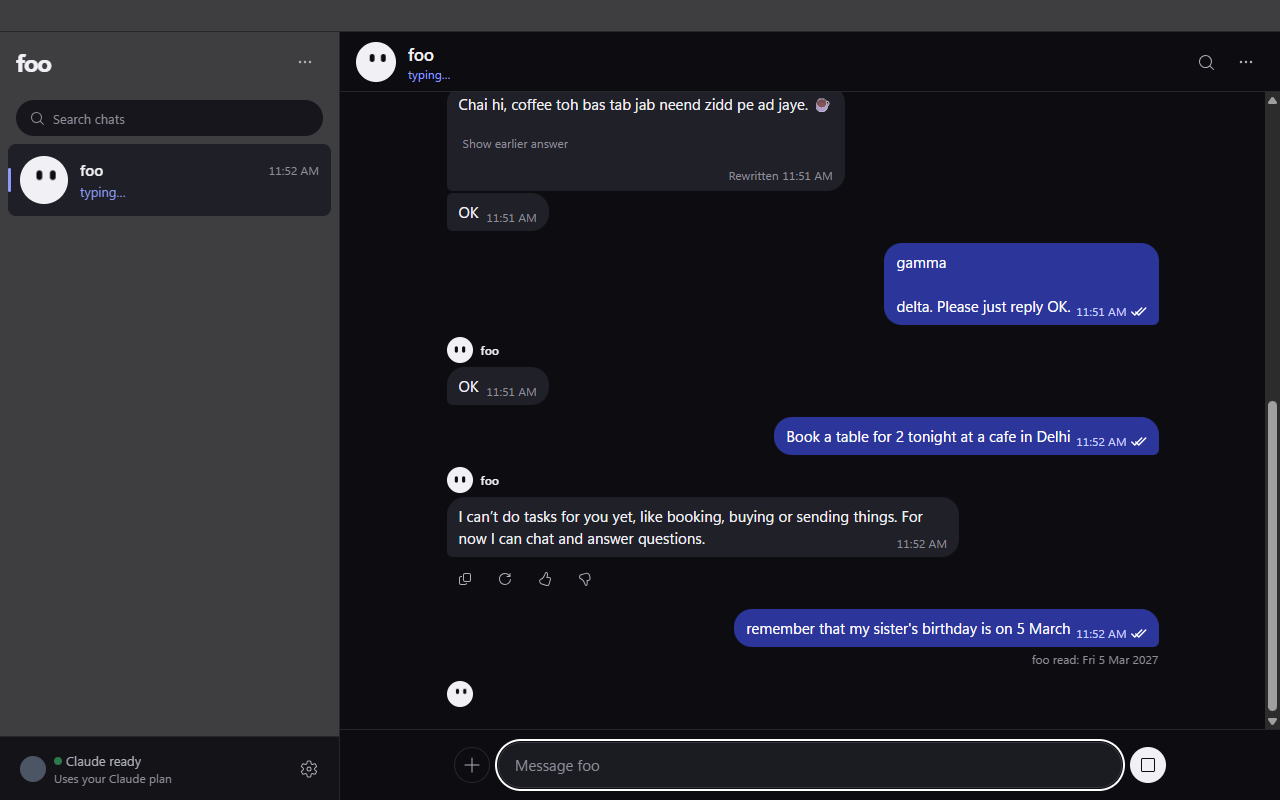 foo
Search chats
foo
11:52 AM
typing...
Claude ready
Uses your Claude plan
foo
typing...
Chai hi, coffee toh bas tab jab neend zidd pe ad jaye. ☕
Show earlier answer
Rewritten 11:51 AM
OK 11:51 AM
gamma
delta. Please just reply OK. 11:51 AM
foo
OK 11:51 AM
Book a table for 2 tonight at a cafe in Delhi 11:52 AM
foo
I can’t do tasks for you yet, like booking, buying or sending things. For
now I can chat and answer questions. 11:52 AM
remember that my sister's birthday is on 5 March 11:52 AM
foo read: Fri 5 Mar 2027
Message foo